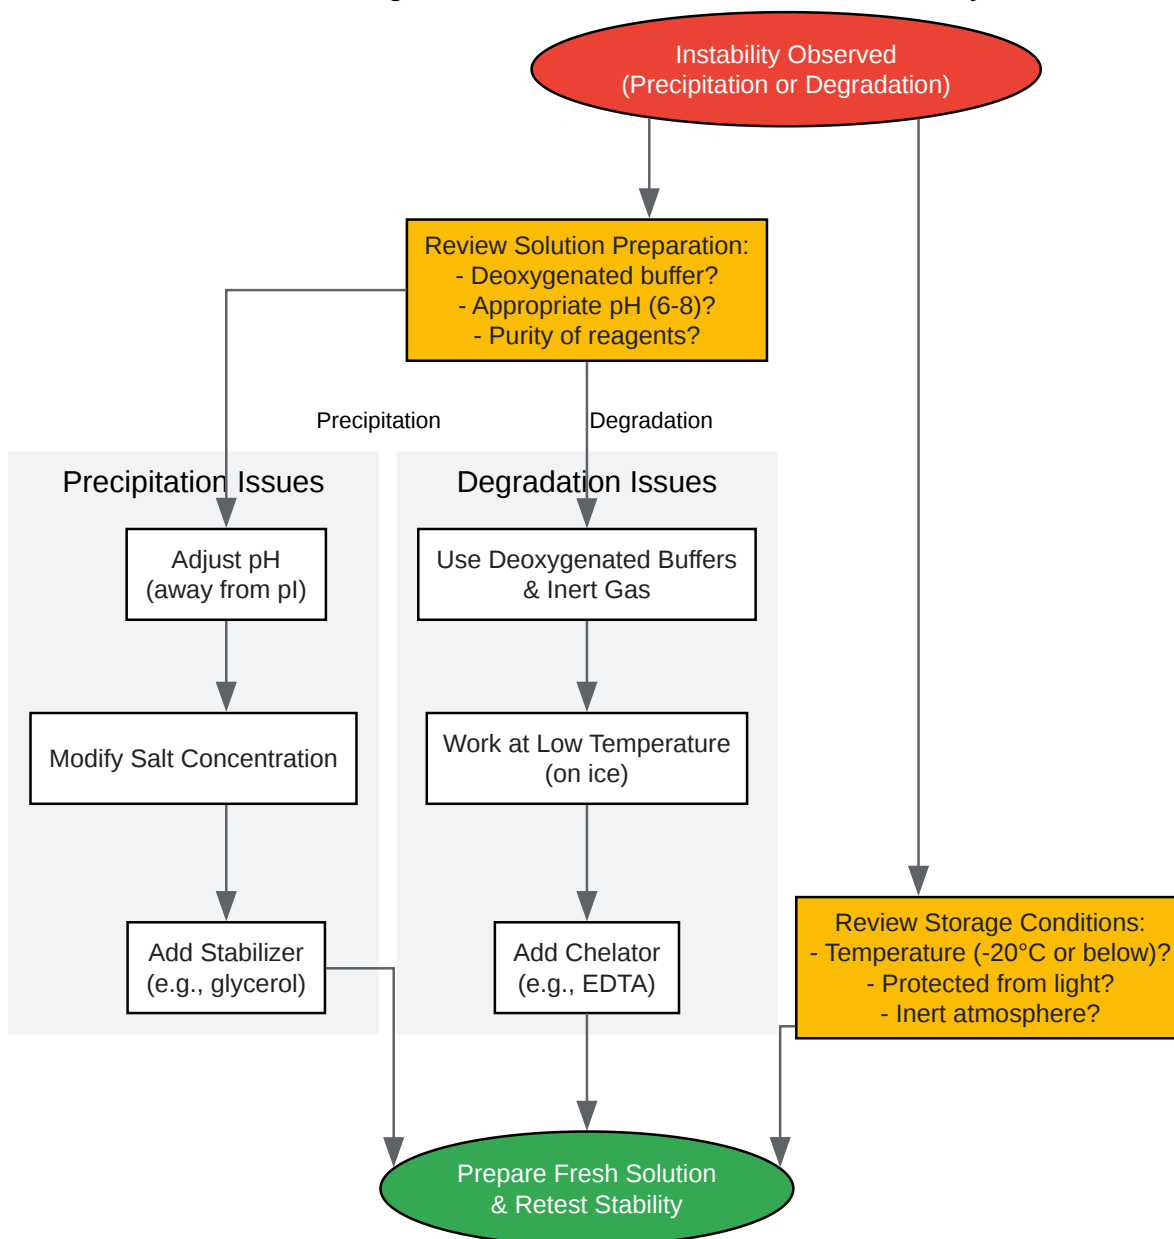 Instability Observed
(Precipitation or Degradation)
Review Solution Preparation:
- Deoxygenated buffer?
- Appropriate pH (6-8)?
- Purity of reagents?
Precipitation
Degradation
Precipitation Issues
Degradation Issues
Adjust pH
(away from pI)
Use Deoxygenated Buffers
& Inert Gas
Modify Salt Concentration
Work at Low Temperature
(on ice)
Add Stabilizer
(e.g., glycerol)
Add Chelator
(e.g., EDTA)
Review Storage Conditions:
- Temperature (-20°C or below)?
- Protected from light?
- Inert atmosphere?
Prepare Fresh Solution
& Retest Stability